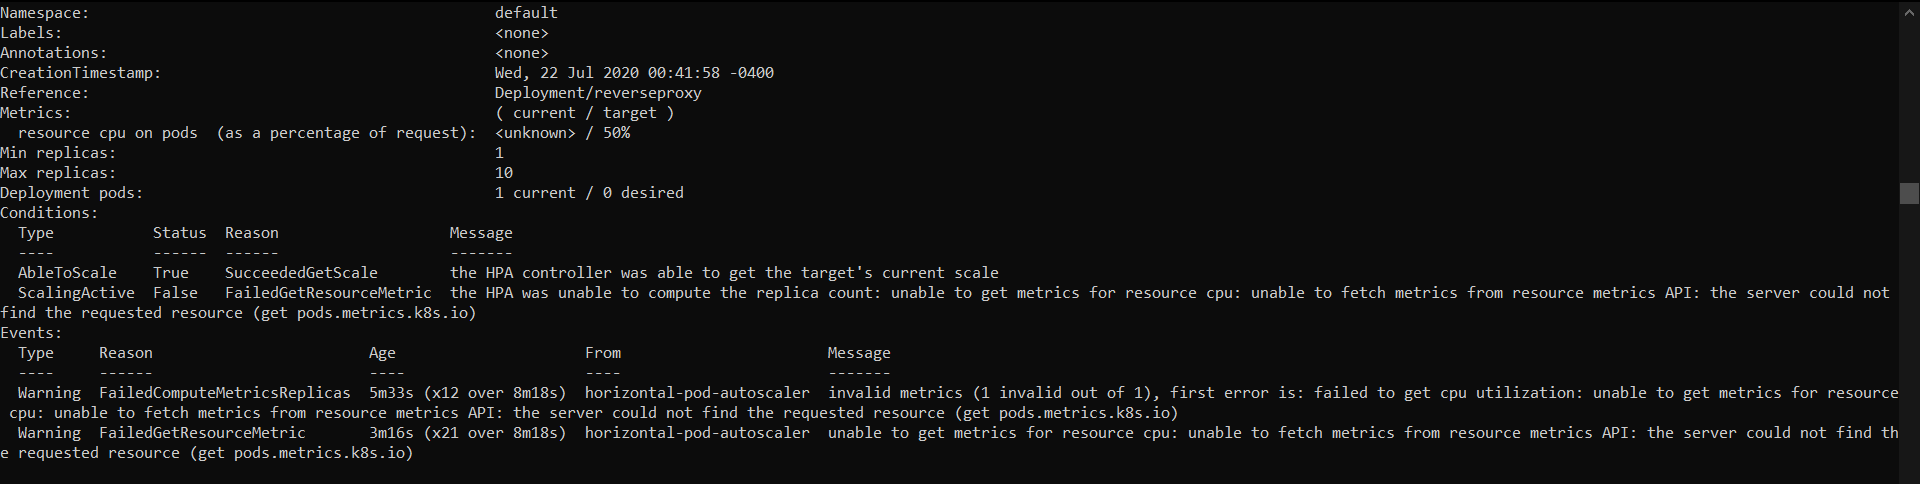 Namespace:                                             default
Labels:                                                <none>
Annotations:                                           <none>
CreationTimestamp:                                     Wed, 22 Jul 2020 00:41:58 -0400
Reference:                                             Deployment/reverseproxy
Metrics:                                               ( current / target )
  resource cpu on pods  (as a percentage of request):  <unknown> / 50%
Min replicas:                                          1
Max replicas:                                          10
Deployment pods:                                       1 current / 0 desired
Conditions:
  Type           Status  Reason                   Message
  ----           ------  ------                   -------
  AbleToScale    True    SucceededGetScale        the HPA controller was able to get the target's current scale
  ScalingActive  False   FailedGetResourceMetric  the HPA was unable to compute the replica count: unable to get metrics for resource cpu: unable to fetch metrics from resource metrics API: the server could not
find the requested resource (get pods.metrics.k8s.io)
Events:
  Type     Reason                        Age                     From                       Message
  ----     ------                        ----                    ----                       -------
  Warning  FailedComputeMetricsReplicas  5m33s (x12 over 8m18s)  horizontal-pod-autoscaler  invalid metrics (1 invalid out of 1), first error is: failed to get cpu utilization: unable to get metrics for resource
 cpu: unable to fetch metrics from resource metrics API: the server could not find the requested resource (get pods.metrics.k8s.io)
  Warning  FailedGetResourceMetric       3m16s (x21 over 8m18s)  horizontal-pod-autoscaler  unable to get metrics for resource cpu: unable to fetch metrics from resource metrics API: the server could not find th
e requested resource (get pods.metrics.k8s.io)